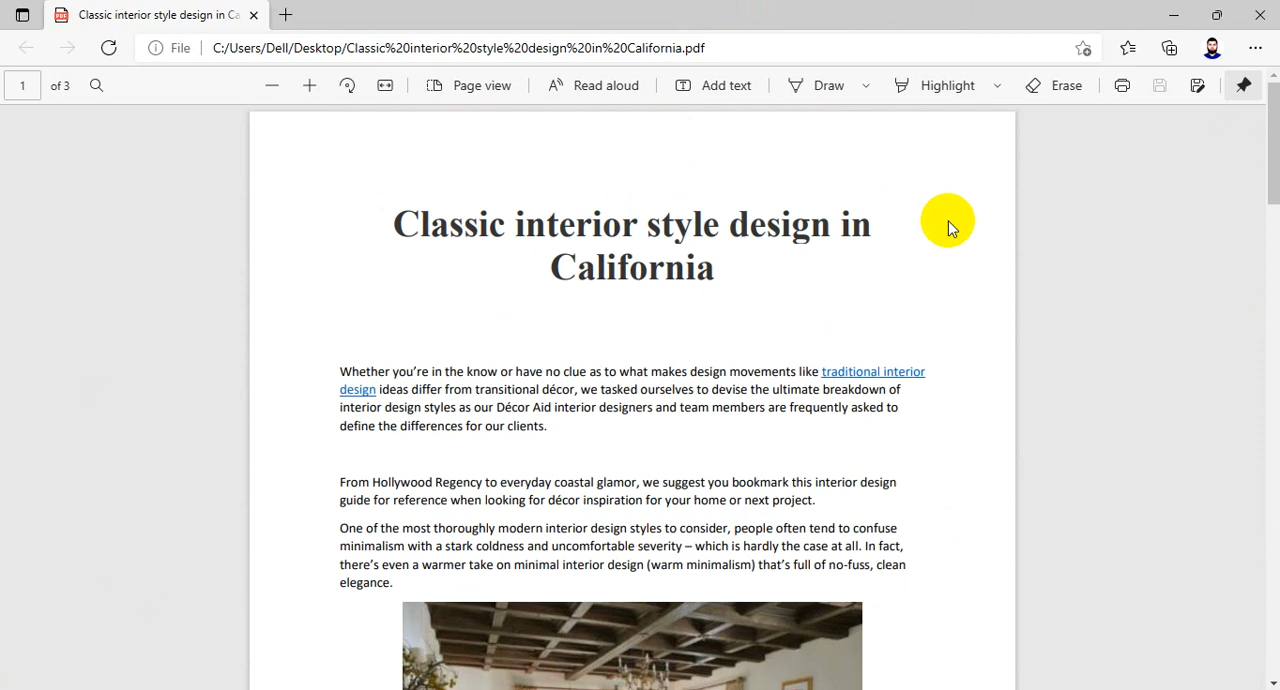 Classic interior style design in Ca
File
C:/Users/Dell/Desktop/Classic%20interior%20style%20design%20in%20California.pdf
1
of 3
Page view
Read aloud
Add text
Draw
Highlight
Erase
Classic interior style design in
California
Whether you’re in the know or have no clue as to what makes design movements like traditional interior
design ideas differ from transitional décor, we tasked ourselves to devise the ultimate breakdown of
interior design styles as our Décor Aid interior designers and team members are frequently asked to
define the differences for our clients.
From Hollywood Regency to everyday coastal glamor, we suggest you bookmark this interior design
guide for reference when looking for décor inspiration for your home or next project.
One of the most thoroughly modern interior design styles to consider, people often tend to confuse
minimalism with a stark coldness and uncomfortable severity – which is hardly the case at all. In fact,
there’s even a warmer take on minimal interior design (warm minimalism) that’s full of no-fuss, clean
elegance.